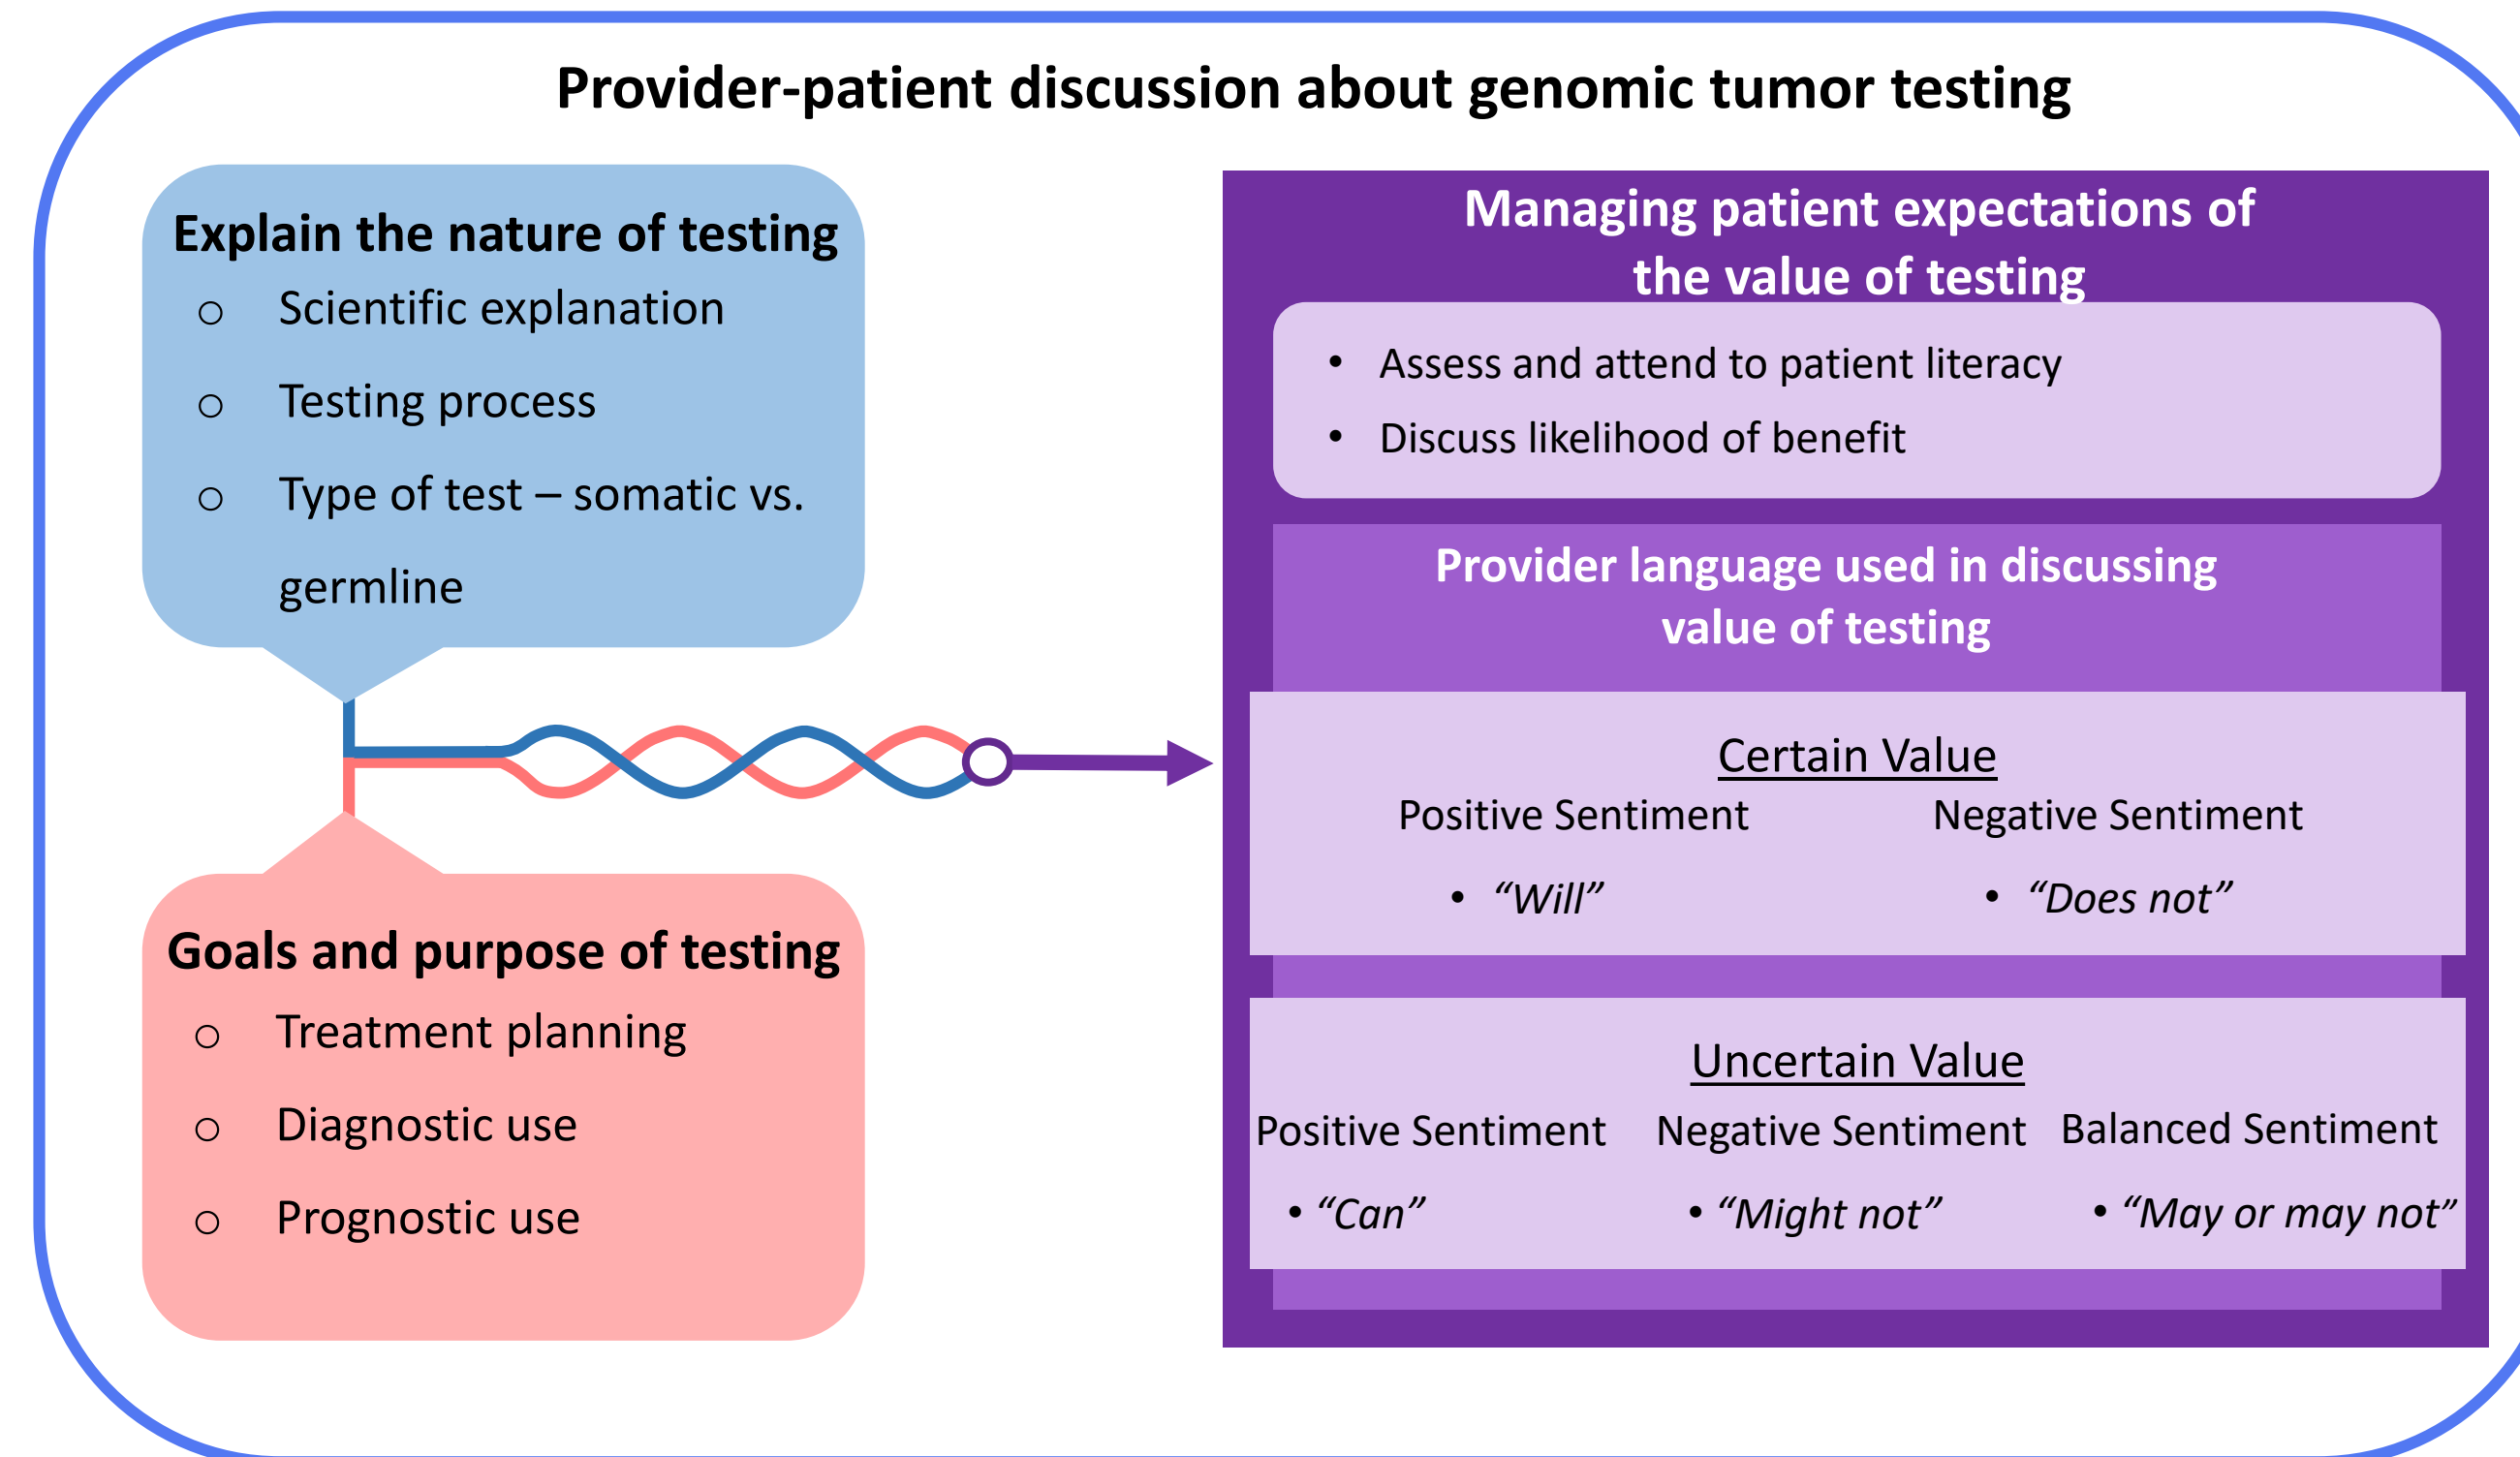 Provider-patient discussion about genomic tumor testing
Explain the nature of testing
○ Scientific explanation
○ Testing process
○ Type of test – somatic vs.
germline
Goals and purpose of testing
○ Treatment planning
○ Diagnostic use
○ Prognostic use
Managing patient expectations of
the value of testing
• Assess and attend to patient literacy
• Discuss likelihood of benefit
Provider language used in discussing
value of testing
Certain Value
Positive Sentiment Negative Sentiment
• “Will” • “Does not”
Uncertain Value
Positive Sentiment Negative Sentiment Balanced Sentiment
• “Can” • “Might not” • “May or may not”